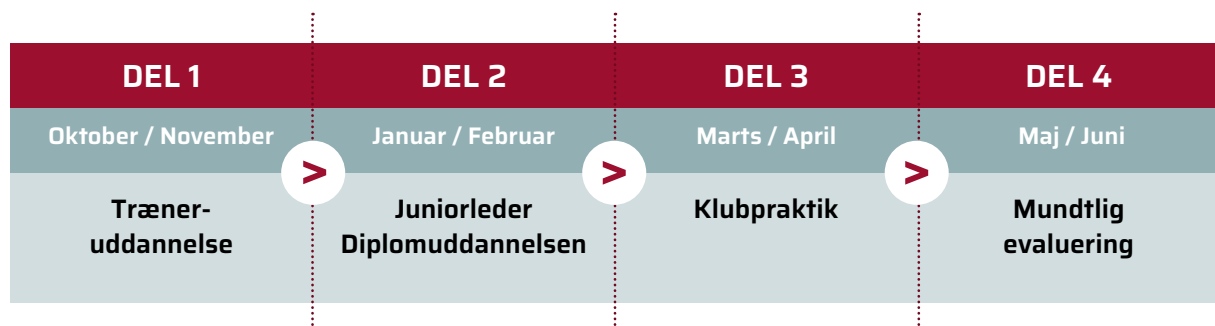 DEL 1
DEL 2
DEL 3
DEL 4
Oktober / November
Januar / Februar
Marts / April
Maj / Juni
>
>
>
Træner-
uddannelse
Juniorleder
Diplomuddannelsen
Klubpraktik
Mundtlig
evaluering